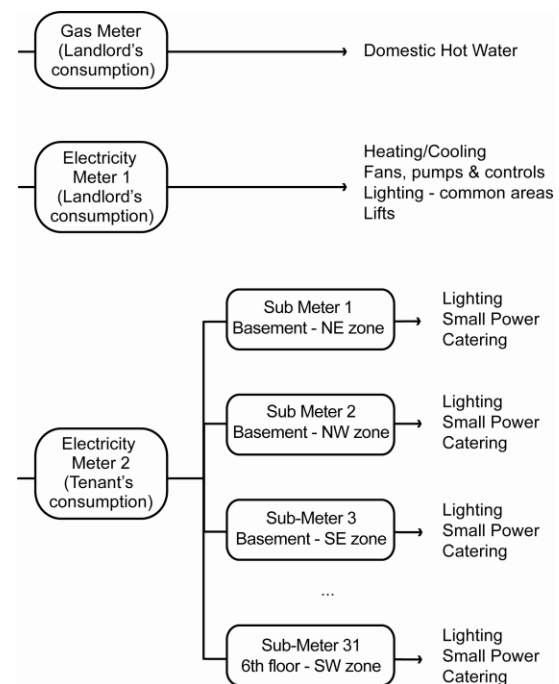 Gas Meter
(Landlord's
consumption)
Domestic Hot Water
Electricity
Meter 1
(Landlord's
consumption)
Heating/Cooling
Fans, pumps & controls
Lighting - common areas
Lifts
Electricity
Meter 2
(Tenant's
consumption)
Sub Meter 1
Basement - NE zone
Lighting
Small Power
Catering
Sub Meter 2
Basement - NW zone
Lighting
Small Power
Catering
Sub-Meter 3
Basement - SE zone
Lighting
Small Power
Catering
...
Sub-Meter 31
6th floor - SW zone
Lighting
Small Power
Catering